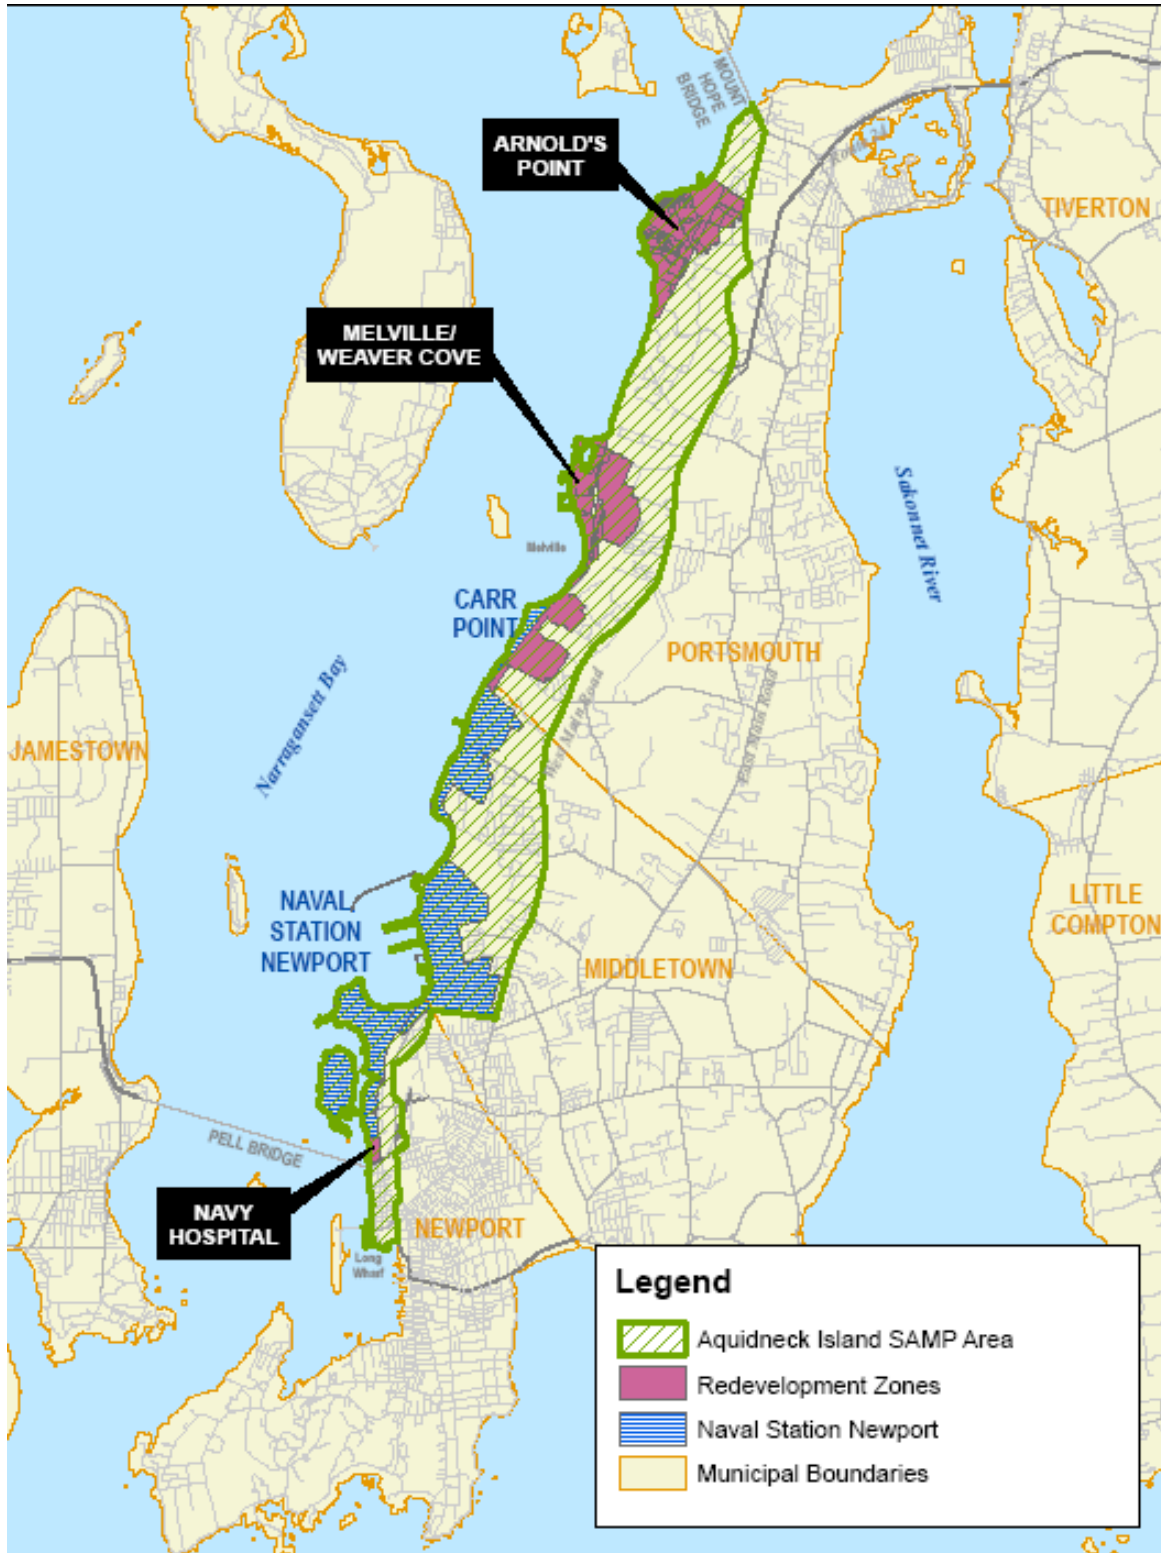 MOUNT
HOPE
BRIDGE
ARNOLD'S
POINT
Route 24
TIVERTON
MELVILLE/
WEAVER COVE
Sakonnet River
Melville
CARR
POINT
PORTSMOUTH
West Main Road
East Main Road
Narragansett Bay
JAMESTOWN
NAVAL
STATION
NEWPORT
LITTLE
COMPTON
MIDDLETOWN
PELL BRIDGE
NAVY
HOSPITAL
NEWPORT
Long
Wharf
Legend
Aquidneck Island SAMP Area
Redevelopment Zones
Naval Station Newport
Municipal Boundaries